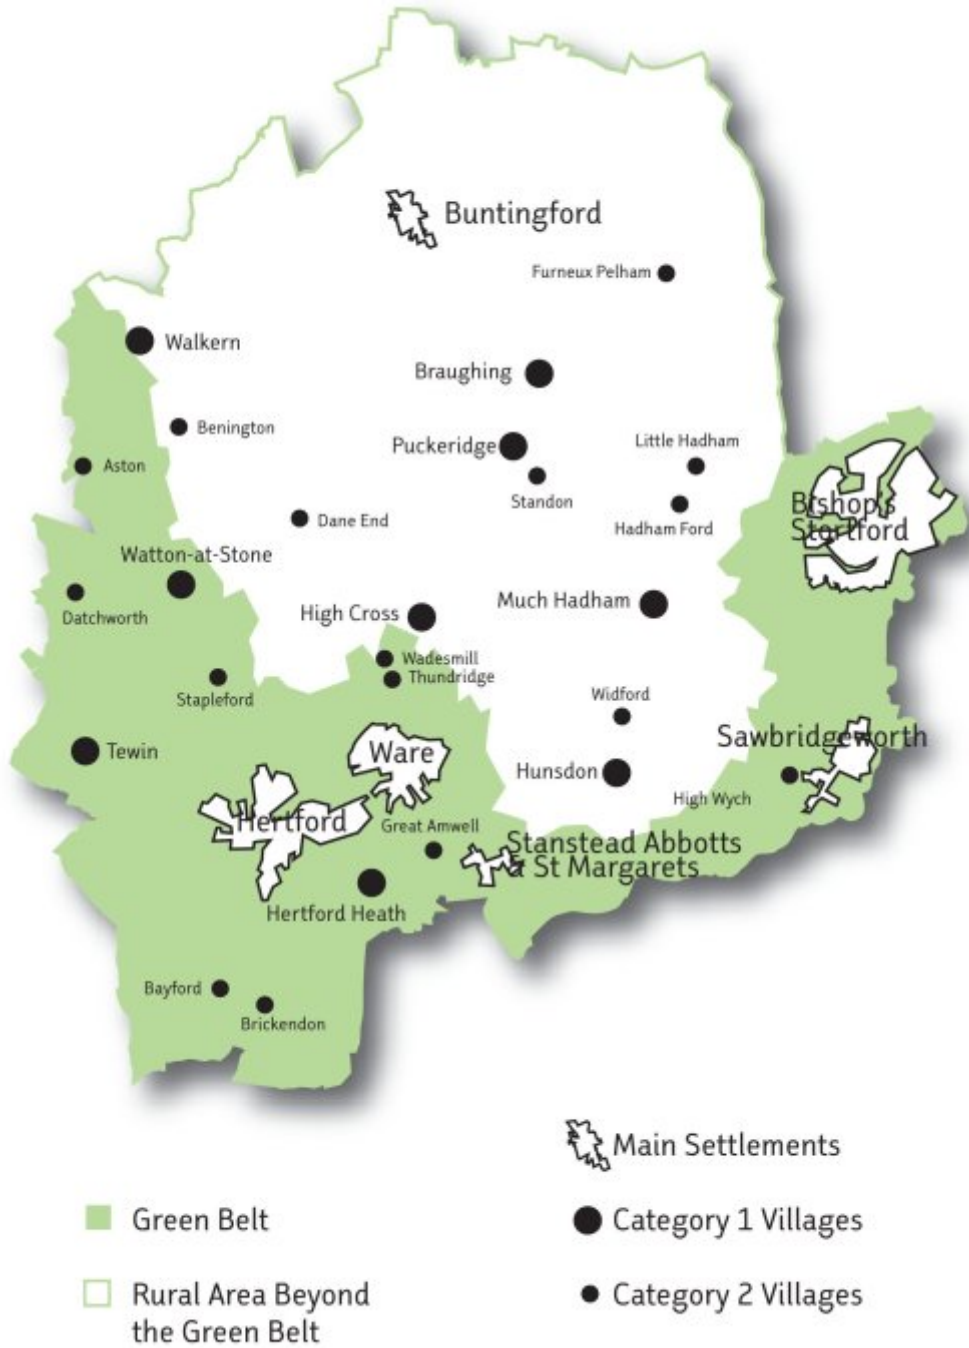 Buntingford
Furneux Pelham
Walkern
Braughing
Benington
Puckeridge
Little Hadham
Aston
Standon
Bishop's
Stortford
Dane End
Hadham Ford
Watton-at-Stone
Datchworth
High Cross
Much Hadham
Wadesmill
Thundridge
Stapleford
Widford
Sawbridgeworth
Tewin
Ware
Hunsdon
High Wych
Hertford
Great Amwell
Stanstead Abbotts
& St Margarets
Hertford Heath
Bayford
Brickendon
Main Settlements
Green Belt
Category 1 Villages
Rural Area Beyond
the Green Belt
Category 2 Villages